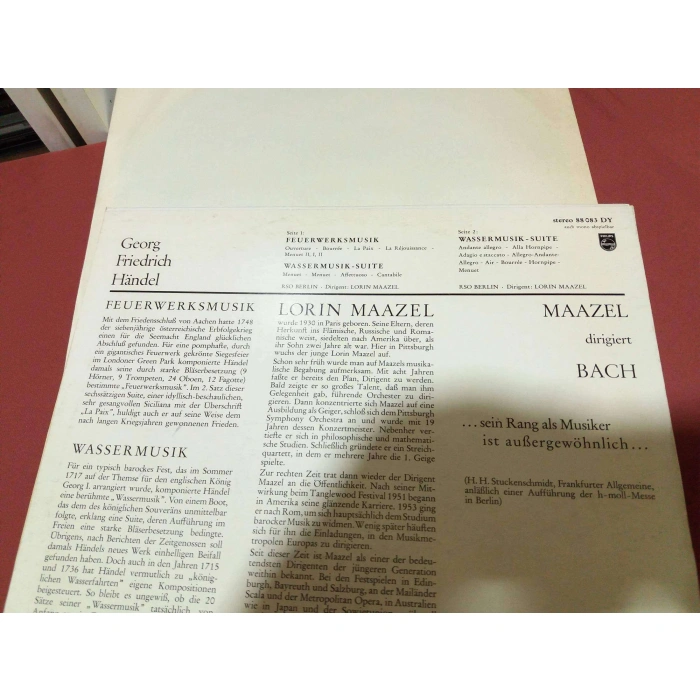 stereo 88 083 DY
auch mono abspielbar
PHILIPS
Georg
Friedrich
Händel
Seite 1:
FEUERWERKSMUSIK
Ouverture - Bourrée - La Paix - La Réjouissance -
Menuet II, I, II
WASSERMUSIK-SUITE
Menuet - Menuet - Affettuoso - Cantabile
RSO BERLIN - Dirigent: LORIN MAAZEL
Seite 2:
WASSERMUSIK-SUITE
Andante allegro - Alla Hornpipe -
Adagio e staccato - Allegro-Andante-
Allegro - Air - Bourrée - Hornpipe -
Menuet
RSO BERLIN - Dirigent: LORIN MAAZEL
FEUERWERKSMUSIK
Mit dem Friedensschluß von Aachen hatte 1748
der siebenjährige österreichische Erbfolgekrieg
einen für die Seemacht England glücklichen
Abschluß gefunden. Für eine pomphafte, durch
ein gigantisches Feuerwerk gekrönte Siegesfeier
im Londoner Green Park komponierte Händel
damals seine durch starke Bläserbesetzung (9
Hörner, 9 Trompeten, 24 Oboen, 12 Fagotte)
bestimmte „Feuerwerksmusik". Im 2. Satz dieser
sechssätzigen Suite, einer idyllisch-beschaulichen,
sehr gesangvollen Siciliana mit der Überschrift
„La Paix", huldigt auch er auf seine Weise dem
nach langen Kriegsjahren gewonnenen Frieden.
WASSERMUSIK
Für ein typisch barockes Fest, das im Sommer
1717 auf der Themse für den englischen König
Georg I. arrangiert wurde, komponierte Händel
eine berühmte „Wassermusik". Von einem Boot,
das dem des königlichen Souveräns unmittelbar
folgte, erklang eine Suite, deren Aufführung im
Freien eine starke Bläserbesetzung bedingte.
Übrigens, nach Berichten der Zeitgenossen soll
damals Händels neues Werk einhelligen Beifall
gefunden haben. Doch auch in den Jahren 1715
und 1736 hat Händel vermutlich zu „könig-
lichen Wasserfahrten" eigene Kompositionen
beigesteuert. So bleibt es ungewiß, ob die 20
Sätze seiner „Wassermusik" tatsächlich von
LORIN MAAZEL
wurde 1930 in Paris geboren. Seine Eltern, deren
Herkunft ins Flämische, Russische und Roma-
nische weist, siedelten nach Amerika über, als
ihr Sohn zwei Jahre alt war. Hier in Pittsburgh
wuchs der junge Lorin Maazel auf.
Schon sehr früh wurde man auf Maazels musika-
lische Begabung aufmerksam. Mit acht Jahren
faßte er bereits den Plan, Dirigent zu werden.
Bald zeigte er so großes Talent, daß man ihm
Gelegenheit gab, führende Orchester zu diri-
gieren. Dann konzentrierte sich Maazel auf eine
Ausbildung als Geiger, schloß sich dem Pittsburgh
Symphony Orchestra an und wurde mit 19
Jahren dessen Konzertmeister. Nebenher ver-
tiefte er sich in philosophische und mathemati-
sche Studien. Schließlich gründete er ein Streich-
quartett, in dem er mehrere Jahre die 1. Geige
spielte.
Zur rechten Zeit trat dann wieder der Dirigent
Maazel an die Öffentlichkeit. Nach seiner Mit-
wirkung beim Tanglewood Festival 1951 begann
in Amerika seine glänzende Karriere. 1953 ging
er nach Rom, um sich hauptsächlich dem Studium
barocker Musik zu widmen. Wenig später häuften
sich für ihn die Einladungen, in den Musikme-
tropolen Europas zu dirigieren.
Seit dieser Zeit ist Maazel als einer der bedeu-
tendsten Dirigenten der jüngeren Generation
weithin bekannt. Bei den Festspielen in Edin-
burgh, Bayreuth und Salzburg, an der Mailänder
Scala und der Metropolitan Opera, in Australien
wie in Japan und der Sowjetunion
MAAZEL
dirigiert
BACH
...sein Rang als Musiker
ist außergewöhnlich...
(H. H. Stuckenschmidt, Frankfurter Allgemeine,
anläßlich einer Aufführung der h-moll-Messe
in Berlin)